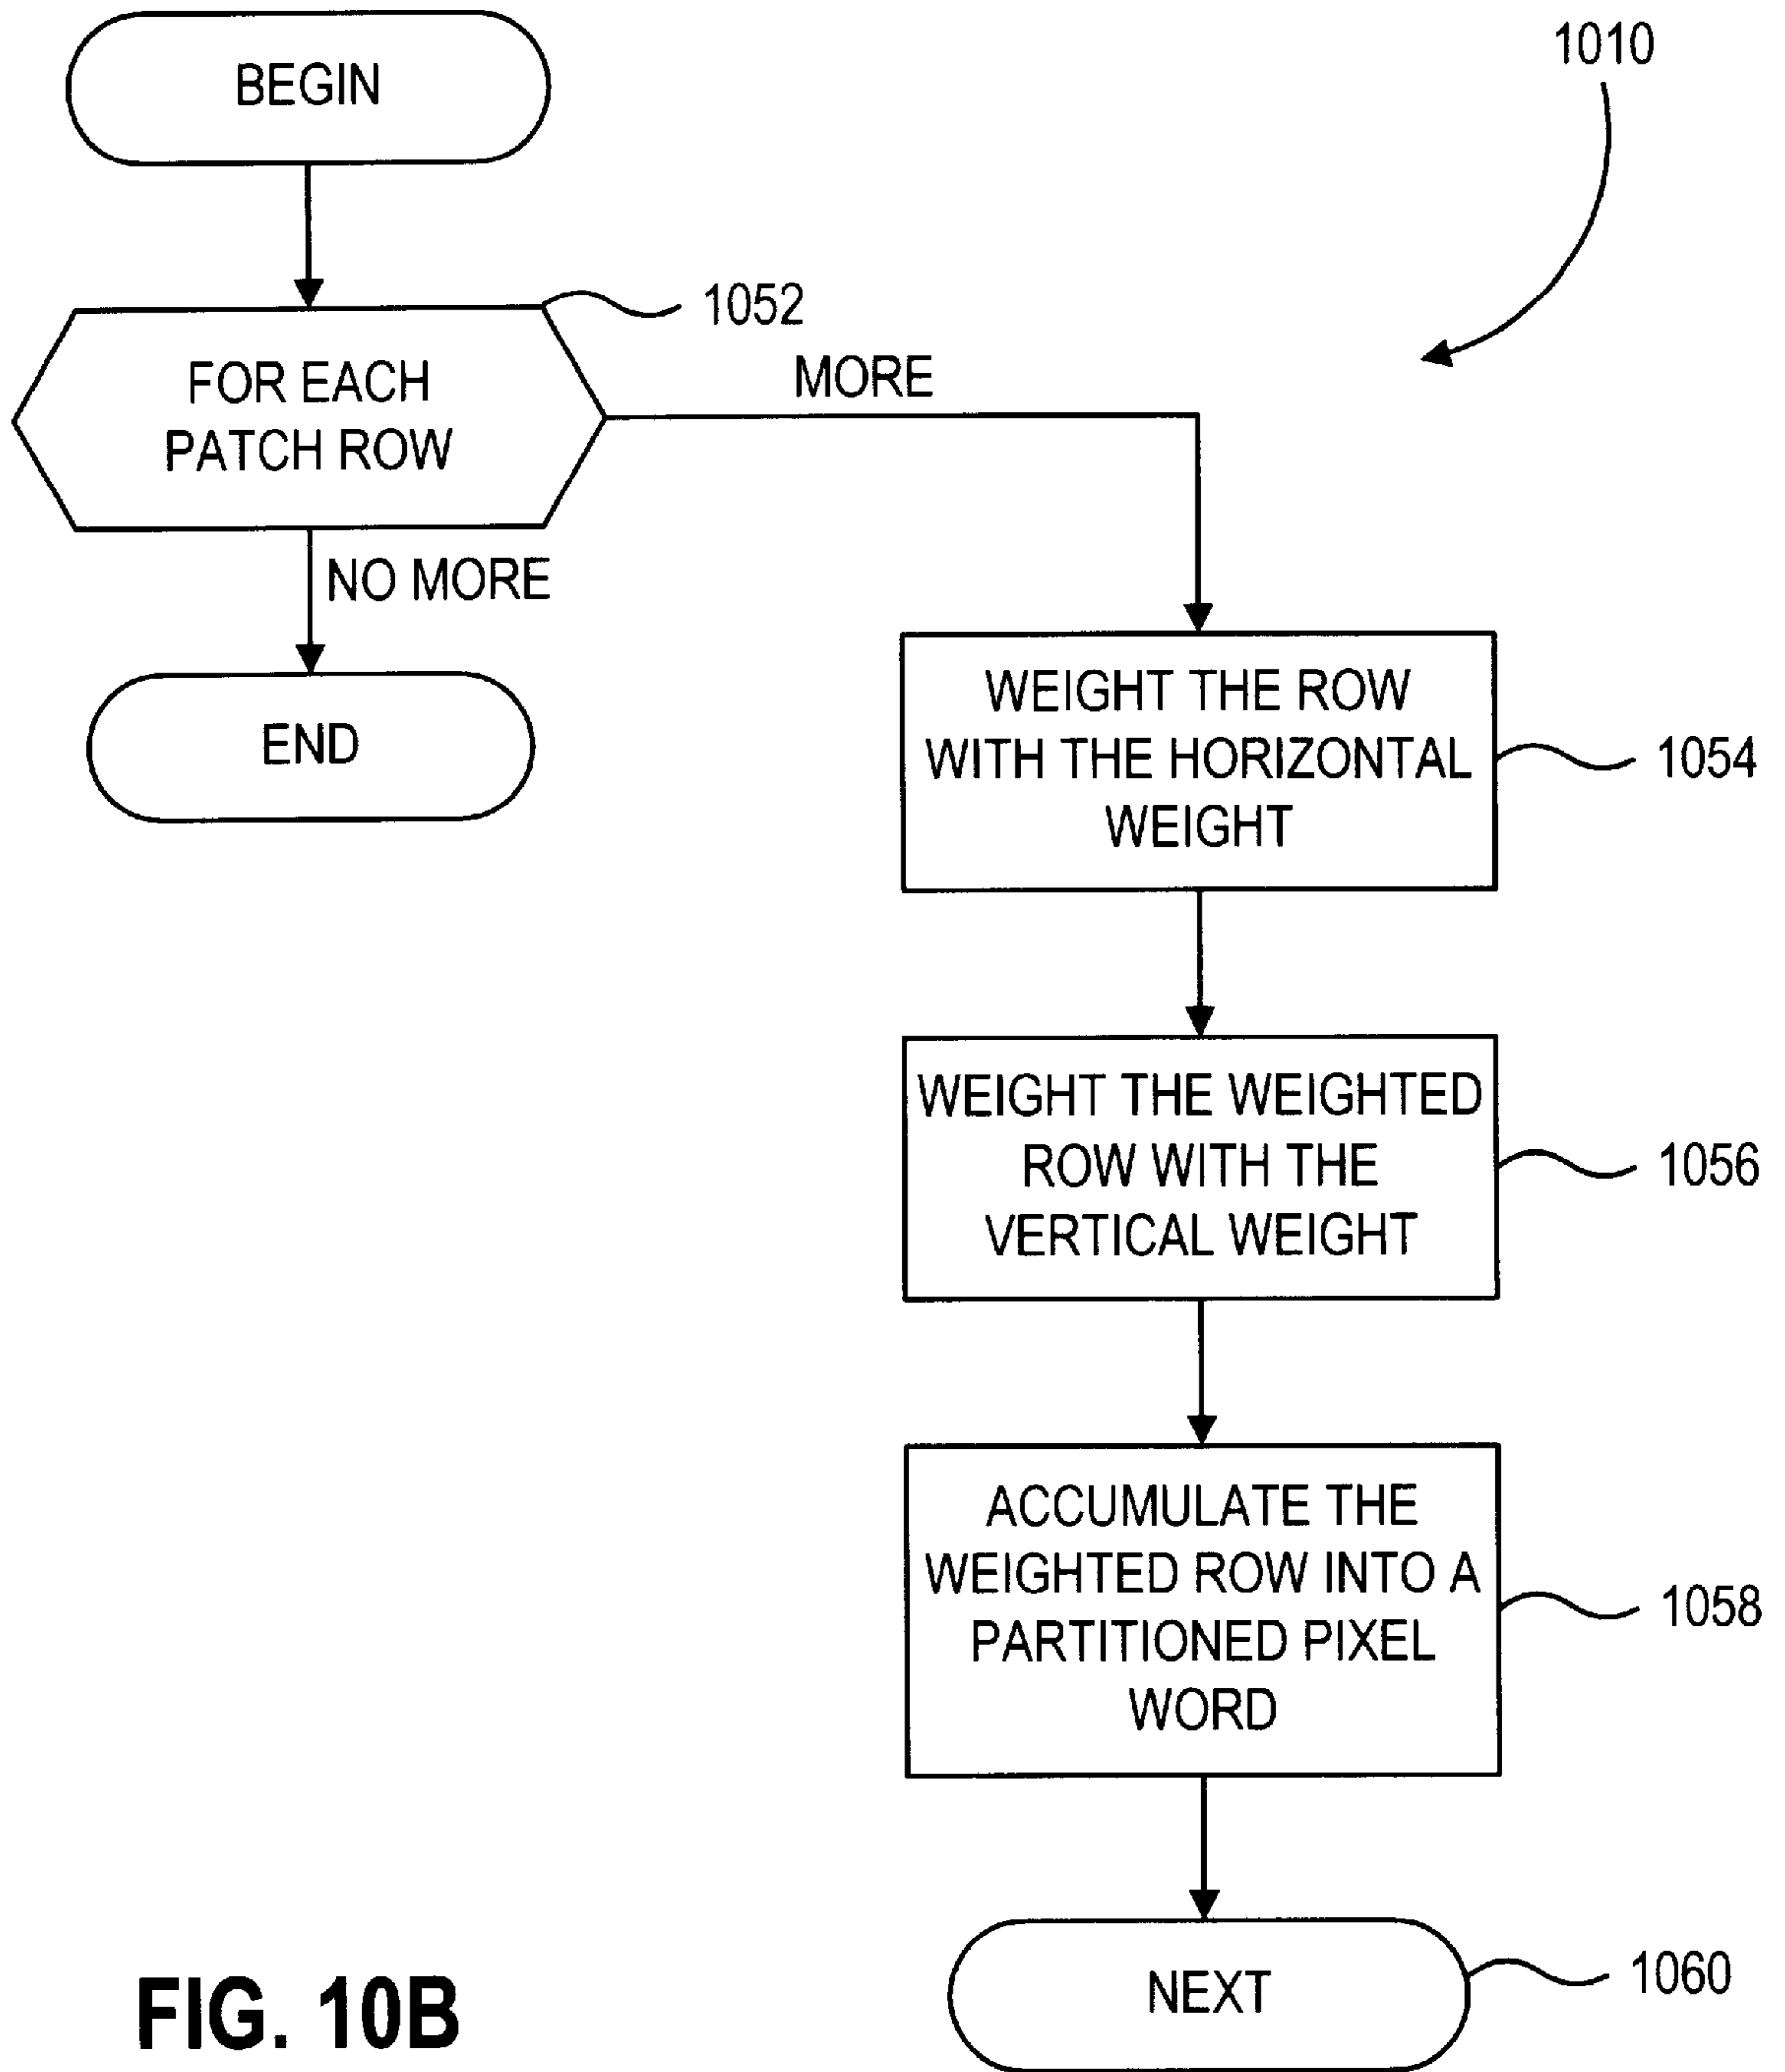 BEGIN
1010
1052
FOR EACH
PATCH ROW
MORE
NO MORE
END
WEIGHT THE ROW
WITH THE HORIZONTAL
WEIGHT
1054
WEIGHT THE WEIGHTED
ROW WITH THE
VERTICAL WEIGHT
1056
ACCUMULATE THE
WEIGHTED ROW INTO A
PARTITIONED PIXEL
WORD
1058
NEXT
1060
FIG. 10B